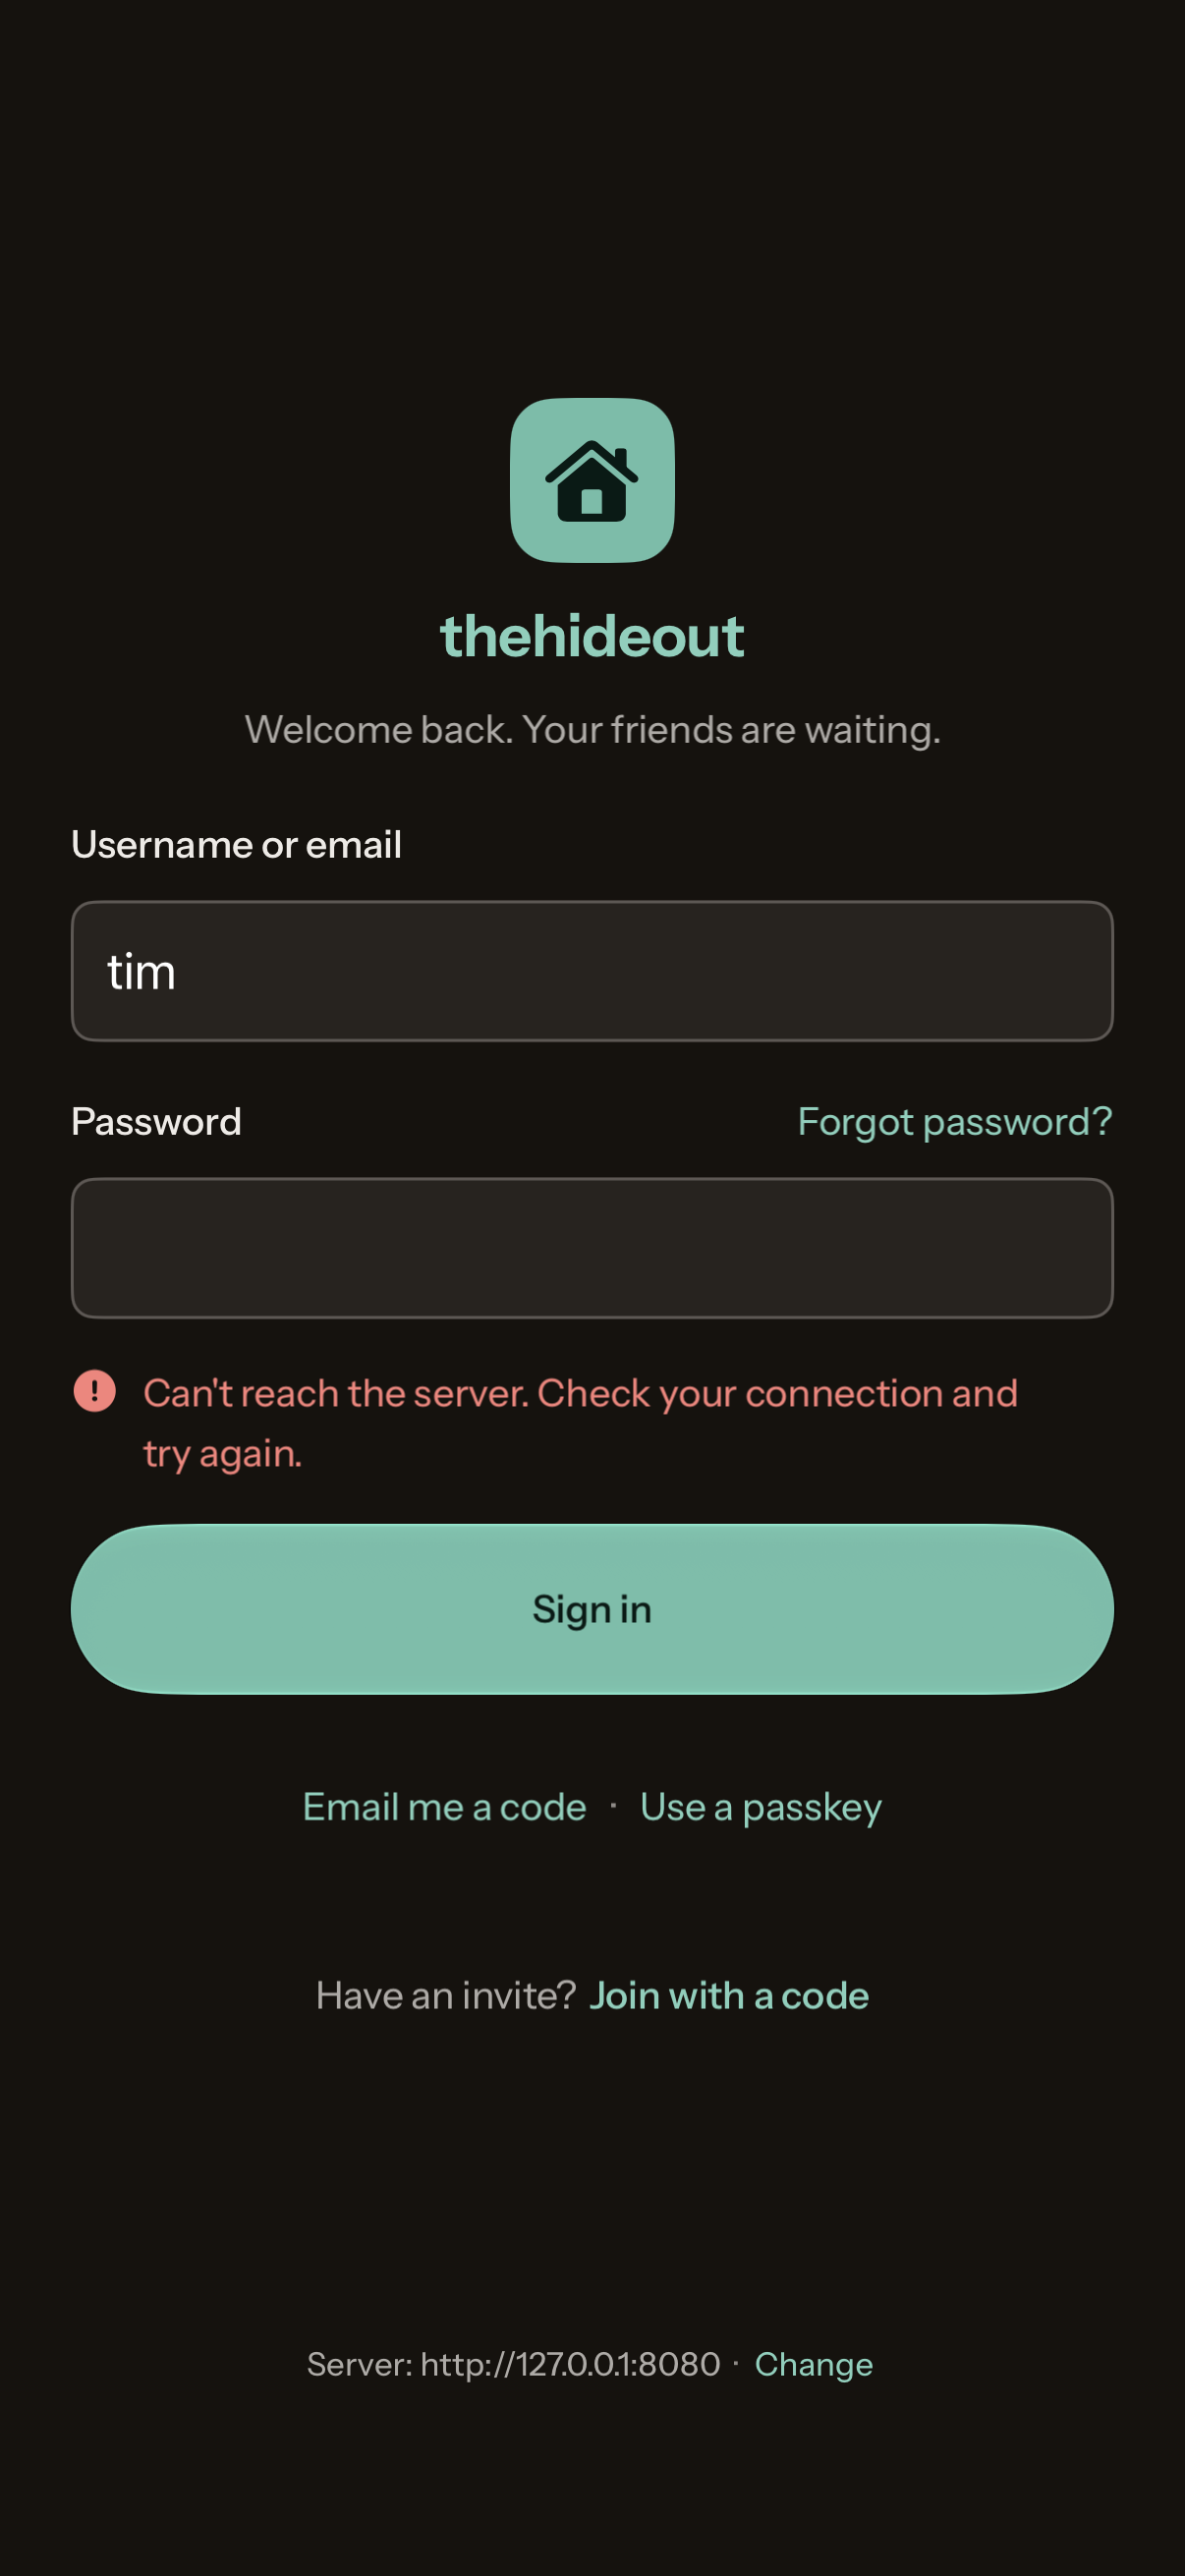 thehideout
Welcome back. Your friends are waiting.
Username or email
tim
Password Forgot password?
Can't reach the server. Check your connection and
try again.
Sign in
Email me a code · Use a passkey
Have an invite? Join with a code
Server: http://127.0.0.1:8080 · Change